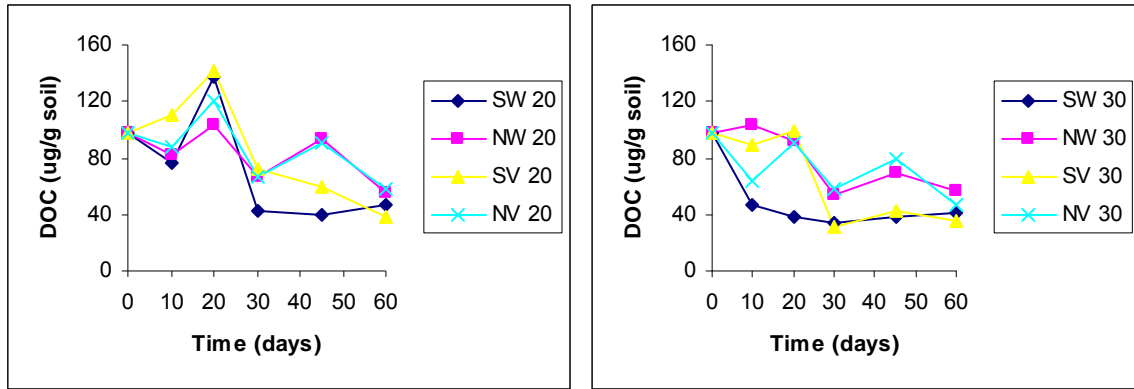 160
120
80
40
0
DOC (ug/g soil)
0 10 20 30 40 50 60
Time (days)
SW 20
NW 20
SV 20
NV 20
160
120
80
40
0
DOC (ug/g soil)
0 10 20 30 40 50 60
Time (days)
SW 30
NW 30
SV 30
NV 30